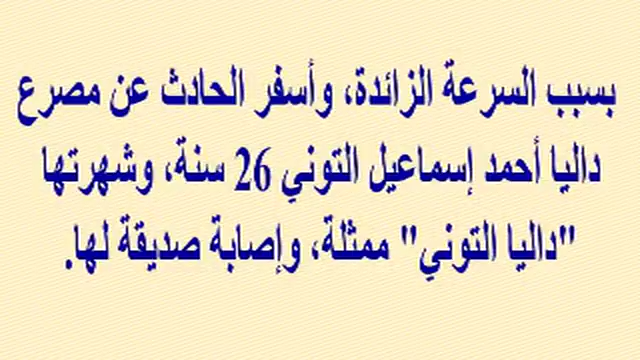 بسبب السرعة الزائدة، وأسفر الحادث عن مصرع
داليا أحمد إسماعيل التوني 26 سنة، وشهرتها
"داليا التوني" ممثلة، وإصابة صديقة لها.